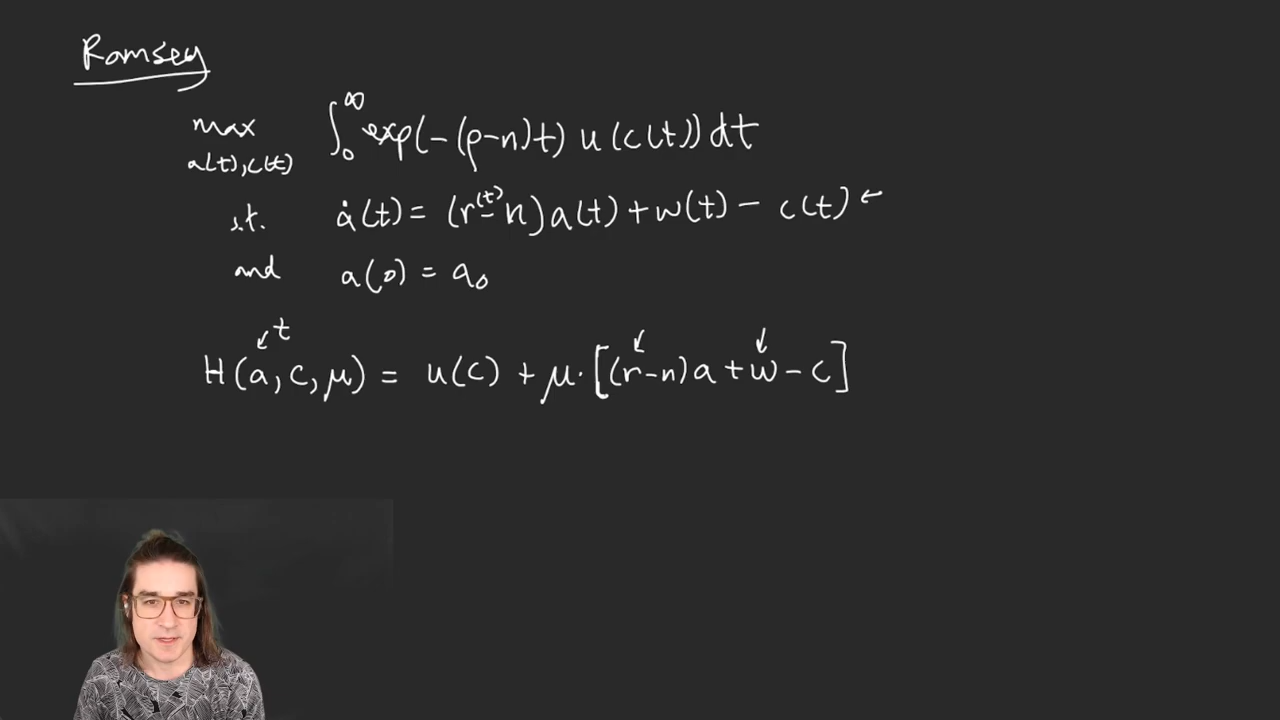 Ramsey
max ∫₀^∞ exp(-(ρ-n)t) u(c(t)) dt
a(t), c(t)
s.t. ȧ(t) = (r(t)-n)a(t) + w(t) - c(t) ←
and a(0) = a₀
↙ t ↙ ↙
H(a, c, μ) = u(c) + μ·[(r-n)a + w - c]